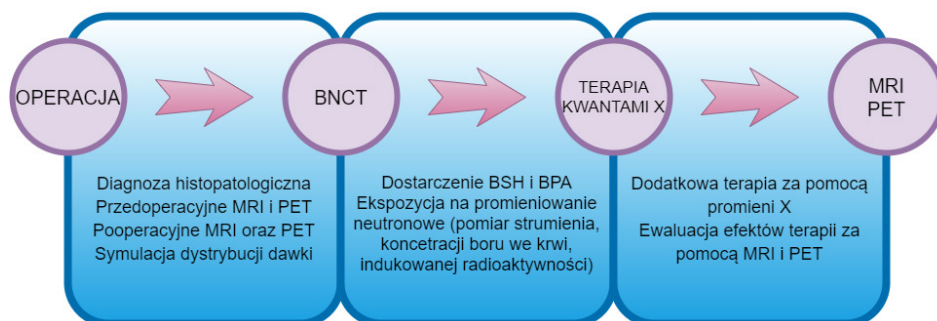 OPERACJA
BNCT
TERAPIA
KWANTAMI X
MRI
PET
Diagnoza histopatologiczna
Przedoperacyjne MRI i PET
Pooperacyjne MRI oraz PET
Symulacja dystrybucji dawki
Dostarczenie BSH i BPA
Ekspozycja na promieniowanie
neutronowe (pomiar strumienia,
koncetracji boru we krwi,
indukowanej radioaktywności)
Dodatkowa terapia za pomocą
promieni X
Ewaluacja efektów terapii za
pomocą MRI i PET